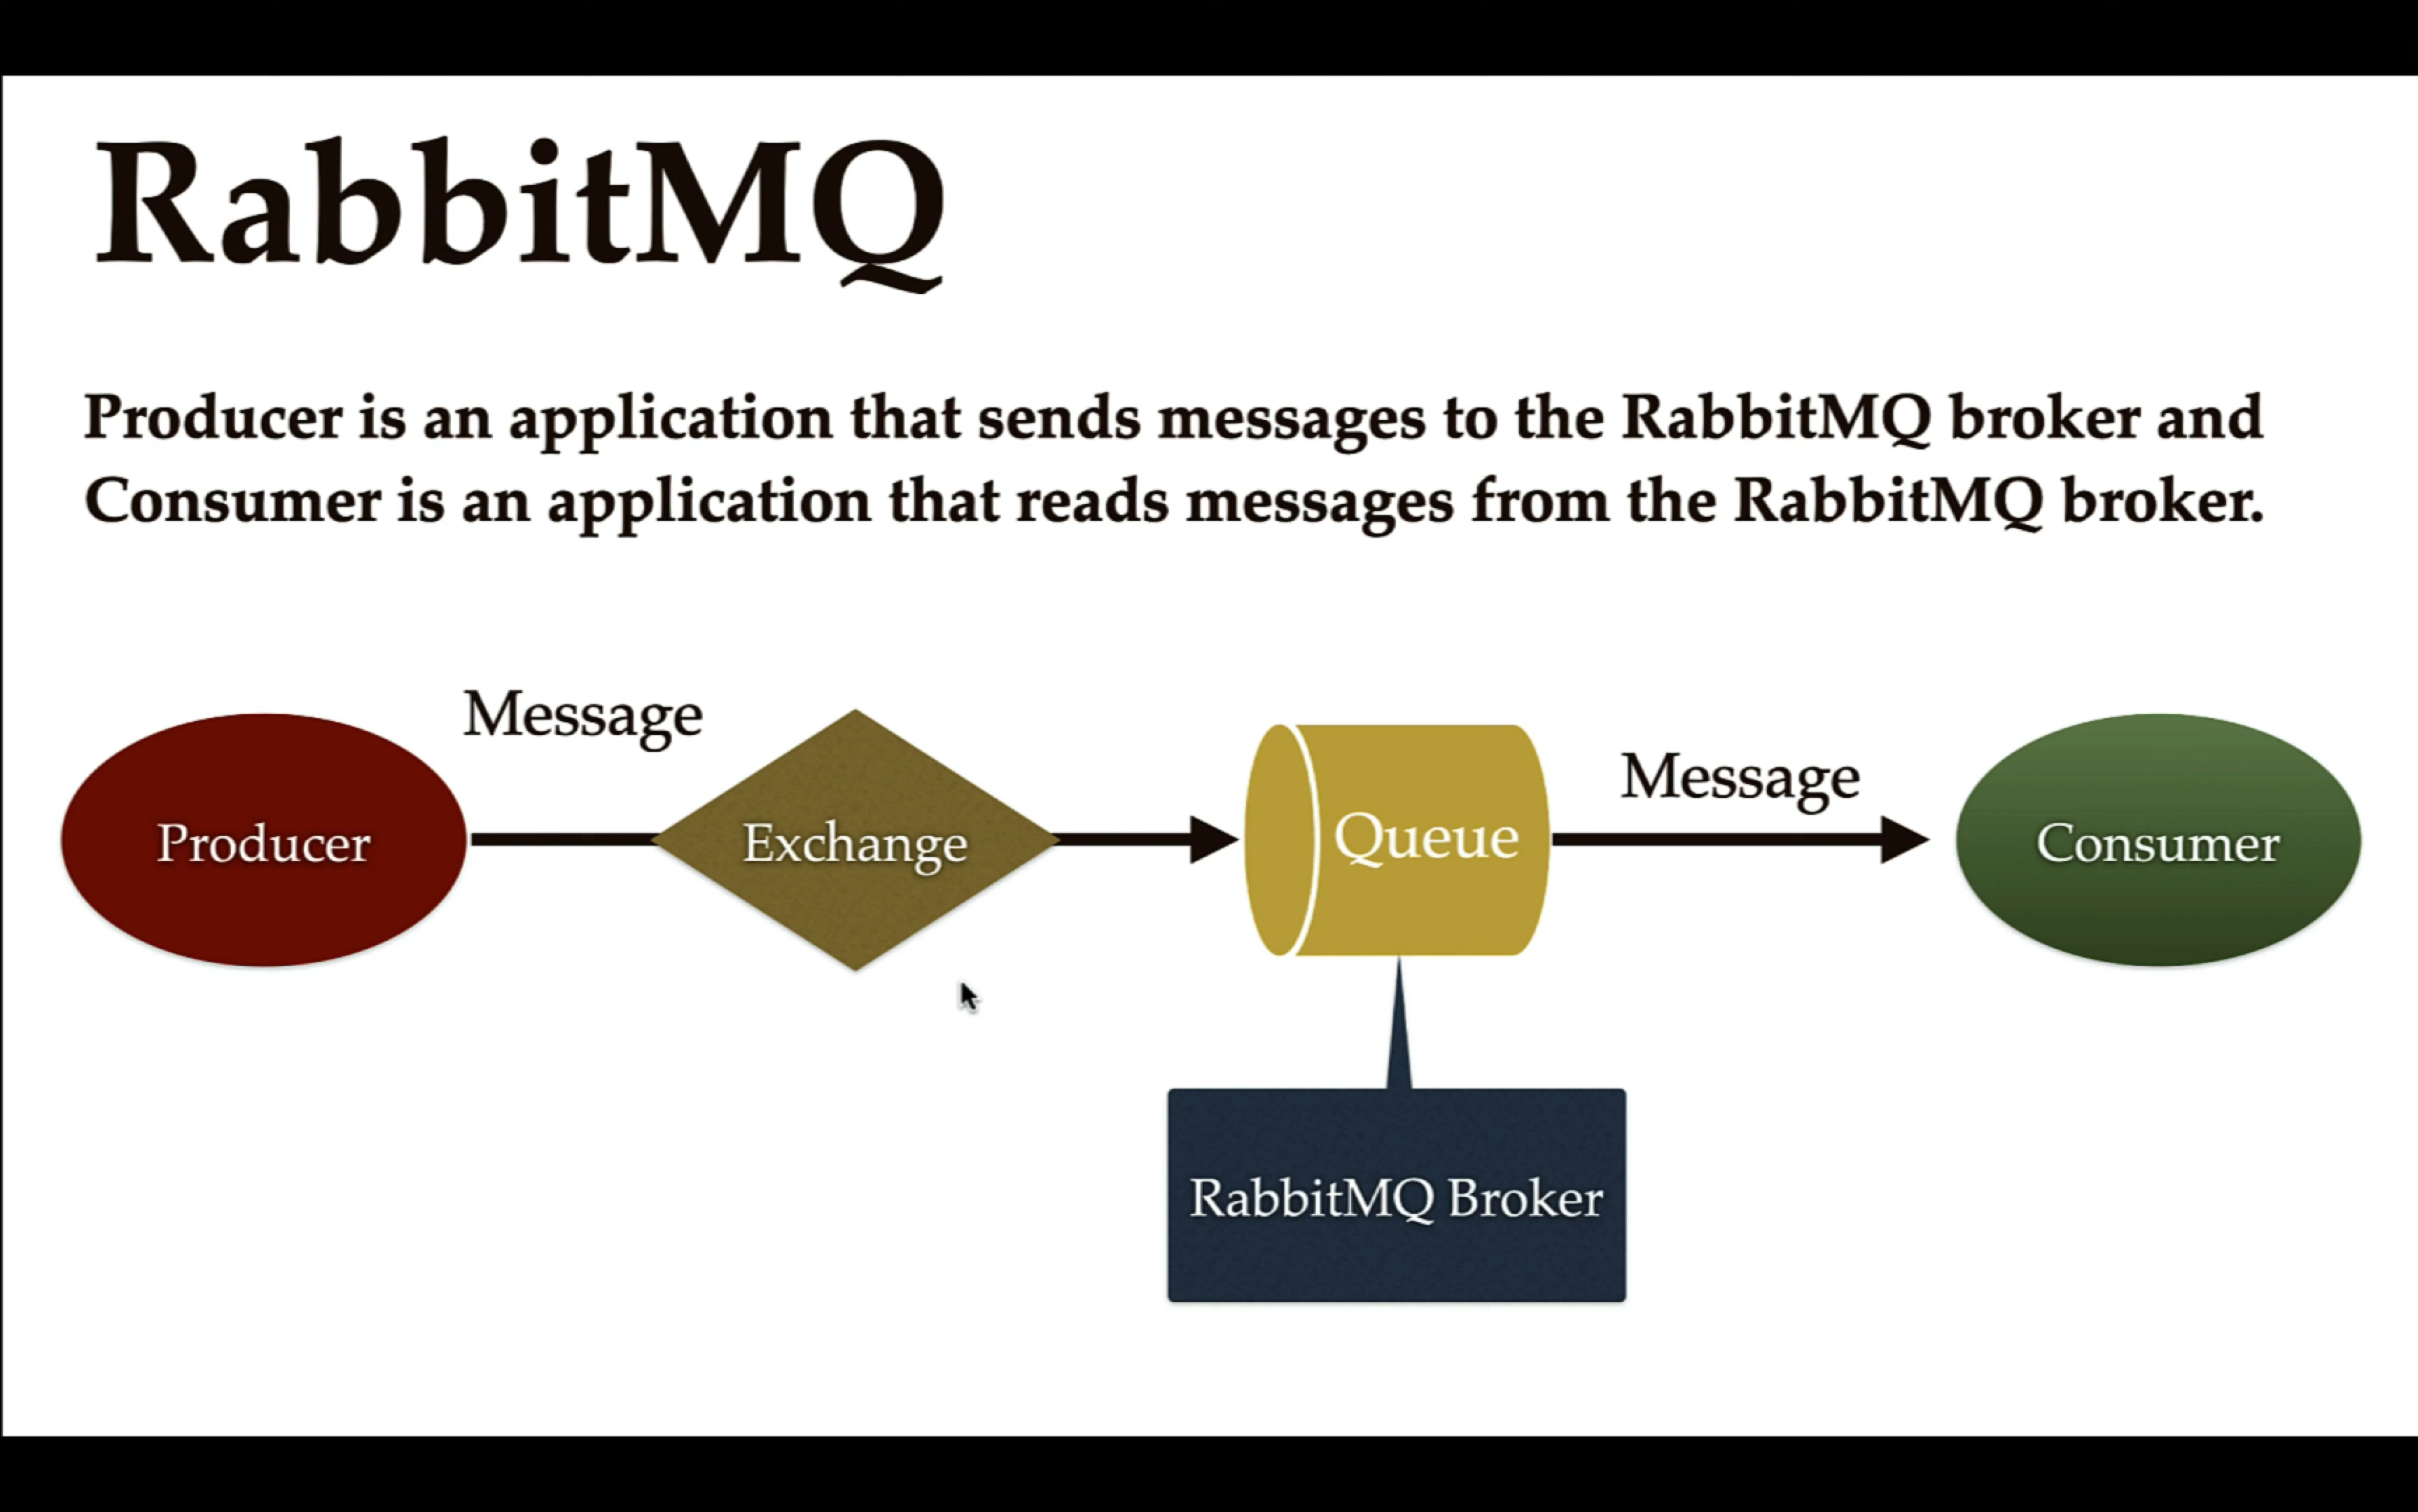 RabbitMQ
Producer is an application that sends messages to the RabbitMQ broker and
Consumer is an application that reads messages from the RabbitMQ broker.
Message
Message
Producer
Exchange
Queue
Consumer
RabbitMQ Broker